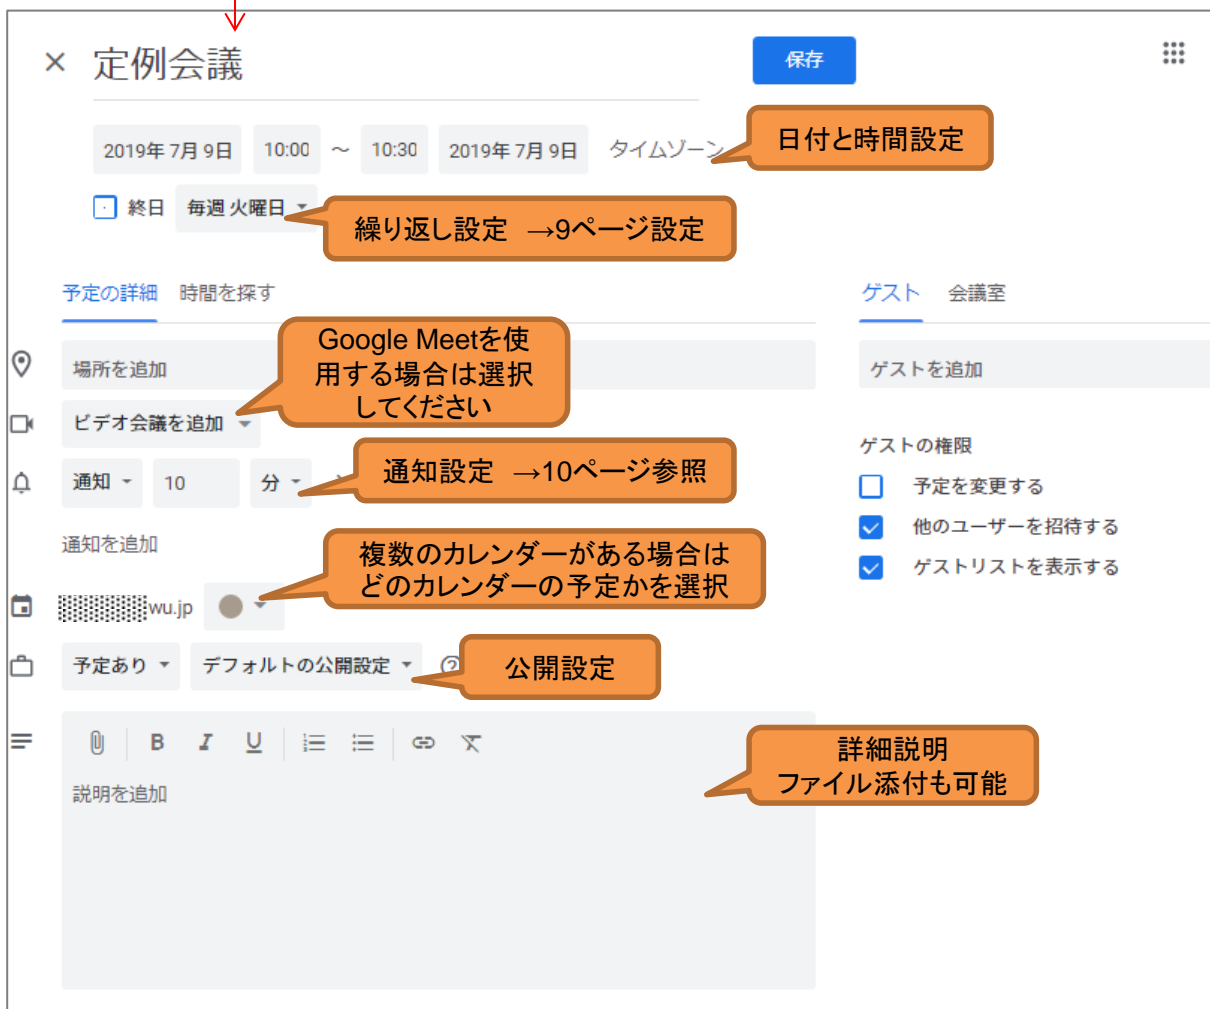 定例会議
保存
2019年 7月 9日 10:00 ～ 10:30 2019年 7月 9日 タイムゾーン
日付と時間設定
終日 毎週 火曜日
繰り返し設定 →9ページ設定
予定の詳細 時間を探す
ゲスト 会議室
Google Meetを使
用する場合は選択
してください
場所を追加
ゲストを追加
ビデオ会議を追加
ゲストの権限
通知 10 分
通知設定 →10ページ参照
予定を変更する
他のユーザーを招待する
ゲストリストを表示する
通知を追加
複数のカレンダーがある場合は
どのカレンダーの予定かを選択
wu.jp
予定あり デフォルトの公開設定
公開設定
B I U
詳細説明
ファイル添付も可能
説明を追加